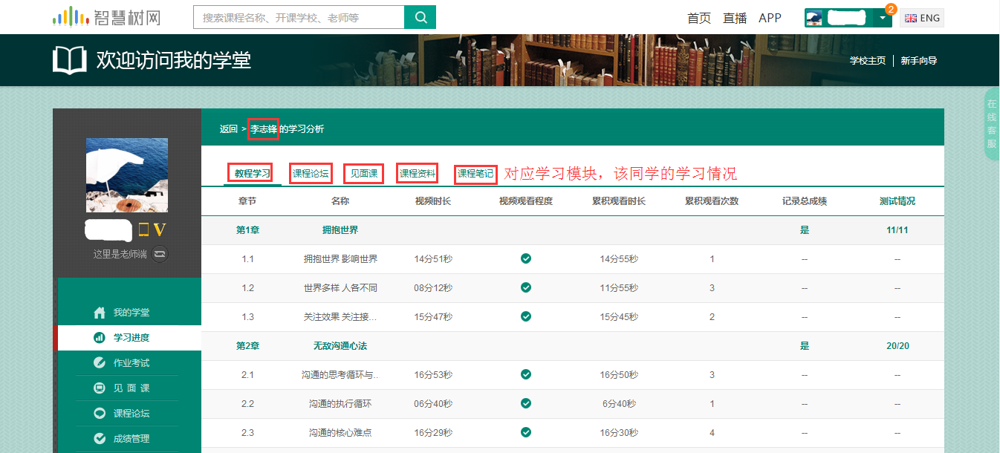 智慧树网 搜索课程名称、开课学校、老师等 首页 直播 APP 2 ENG
欢迎访问我的学堂 学校主页 新手向导
在线客服
返回 > 李志锋 的学习分析
教程学习 课程论坛 见面课 课程资料 课程笔记 对应学习模块，该同学的学习情况
V
这里是老师端
我的学堂
学习进度
作业考试
见 面 课
课程论坛
成绩管理
章节 名称 视频时长 视频观看程度 累积观看时长 累积观看次数 记录总成绩 测试情况
第1章 拥抱世界 是 11/11
1.1 拥抱世界 影响世界 14分51秒 14分55秒 1 -- --
1.2 世界多样 人各不同 08分12秒 11分55秒 3 -- --
1.3 关注效果 关注接... 15分47秒 15分45秒 2 -- --
第2章 无敌沟通心法 是 20/20
2.1 沟通的思考循环与.. 16分53秒 16分50秒 3 -- --
2.2 沟通的执行循环 06分40秒 6分40秒 1 -- --
2.3 沟通的核心难点 16分29秒 16分30秒 4 -- --